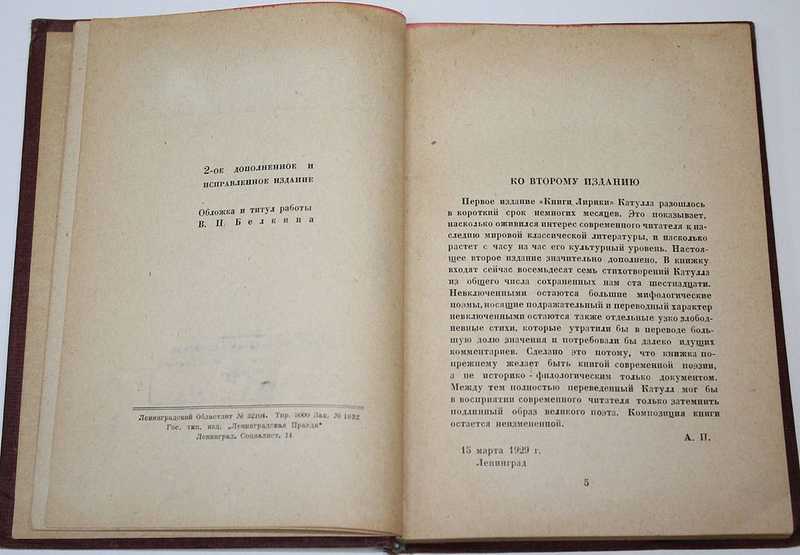 2-ое дополненное и
исправленное издание
Обложка и титул работы
В. П. Белкина
Ленинградский Областлит № 32104. Тир. 3000 Зак. № 1032
Гос. тип. изд. „Ленинградская Правда“
Ленинград, Социалист. 14
КО ВТОРОМУ ИЗДАНИЮ
Первое издание «Книги Лирики» Катулла разошлось
в короткий срок немногих месяцев. Это показывает,
насколько оживился интерес современного читателя к на-
следию мировой классической литературы, и насколько
растет с часу на час его культурный уровень. Настоя-
щее второе издание значительно дополнено. В книжку
входят сейчас восемьдесят семь стихотворений Катулла
из общего числа сохраненных нам ста шестнадцати.
Невключенными остаются большие мифологические
поэмы, носящие подражательный и переводный характер
невключенными остаются также отдельные узко злобод-
невные стихи, которые утратили бы в переводе боль-
шую долю значения и потребовали бы далеко идущих
комментариев. Сделано это потому, что книжка по-
прежнему желает быть книгой современной поэзии,
а не историко-филологическим только документом.
Между тем полностью переведенный Катулл мог бы
в восприятии современного читателя только затемнить
подлинный образ великого поэта. Композиция книги
остается неизмененной.
А. П.
15 марта 1929 г.
Ленинград
5